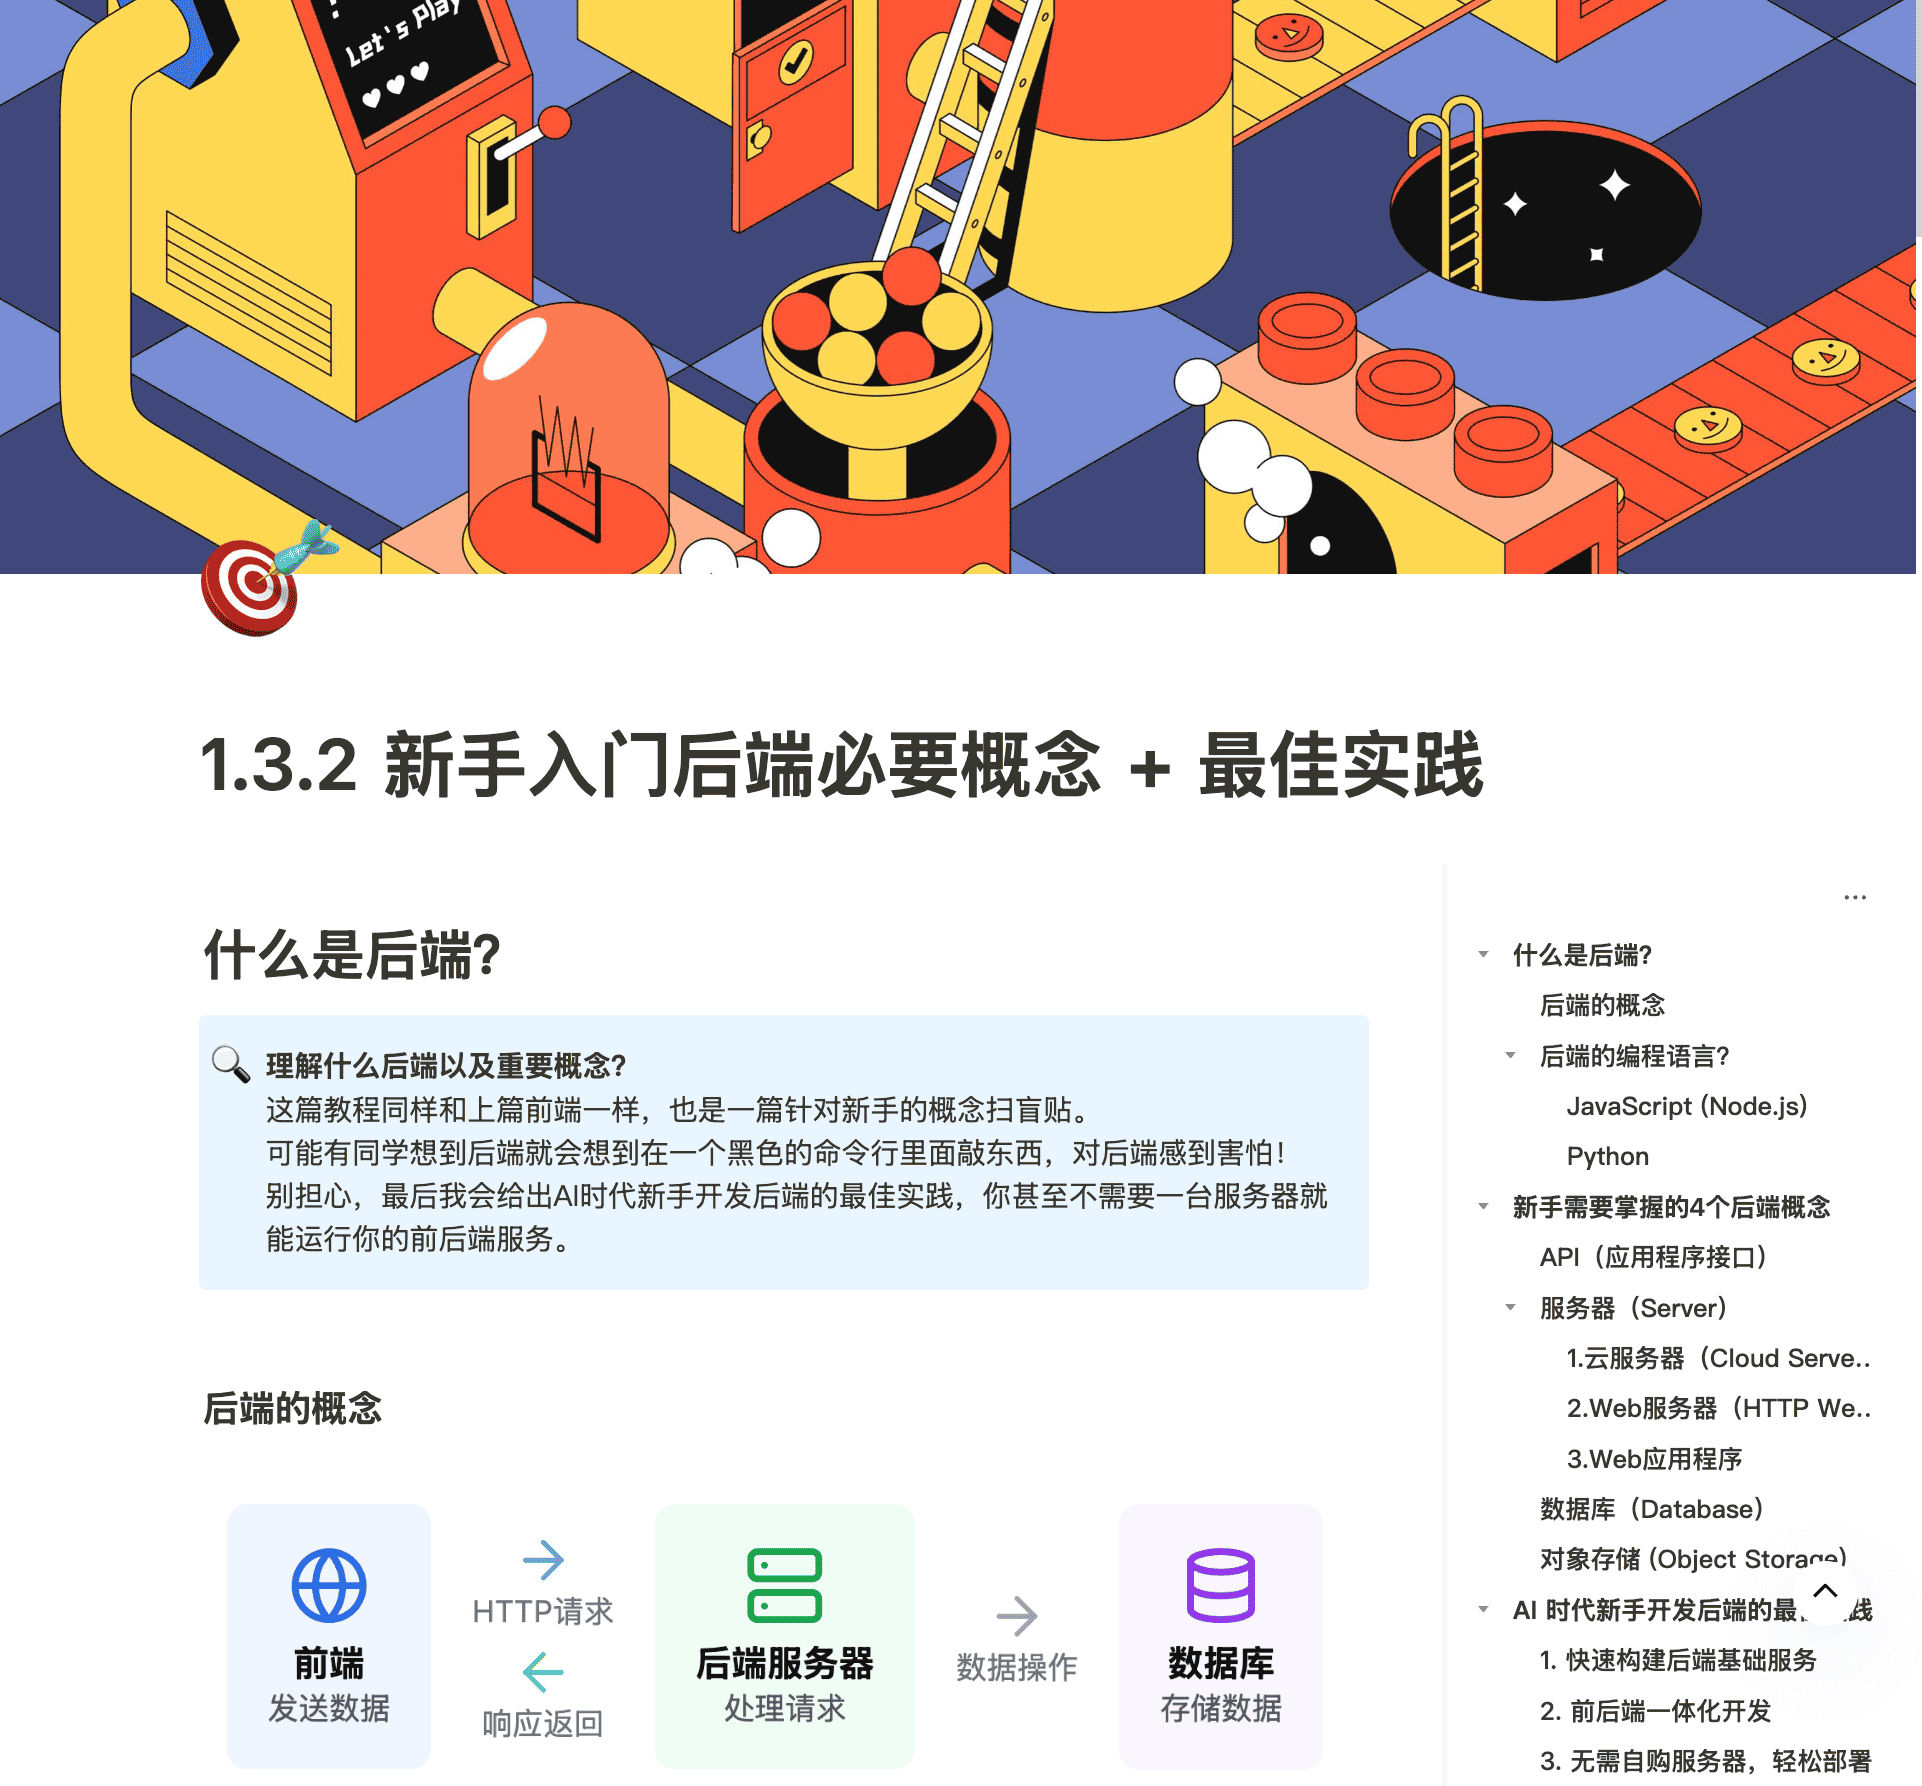 Let's Play
1.3.2 新手入门后端必要概念 + 最佳实践
什么是后端?
理解什么后端以及重要概念?
这篇教程同样和上篇前端一样，也是一篇针对新手的概念扫盲贴。
可能有同学想到后端就会想到在一个黑色的命令行里面敲东西，对后端感到害怕！
别担心，最后我会给出AI时代新手开发后端的最佳实践，你甚至不需要一台服务器就
能运行你的前后端服务。
后端的概念
前端
发送数据
HTTP请求
响应返回
后端服务器
处理请求
数据操作
数据库
存储数据
什么是后端?
后端的概念
后端的编程语言?
JavaScript (Node.js)
Python
新手需要掌握的4个后端概念
API（应用程序接口）
服务器（Server）
1.云服务器（Cloud Serve..
2.Web服务器（HTTP We..
3.Web应用程序
数据库（Database）
对象存储 (Object Storage)
AI 时代新手开发后端的最佳实践
1. 快速构建后端基础服务
2. 前后端一体化开发
3. 无需自购服务器，轻松部署